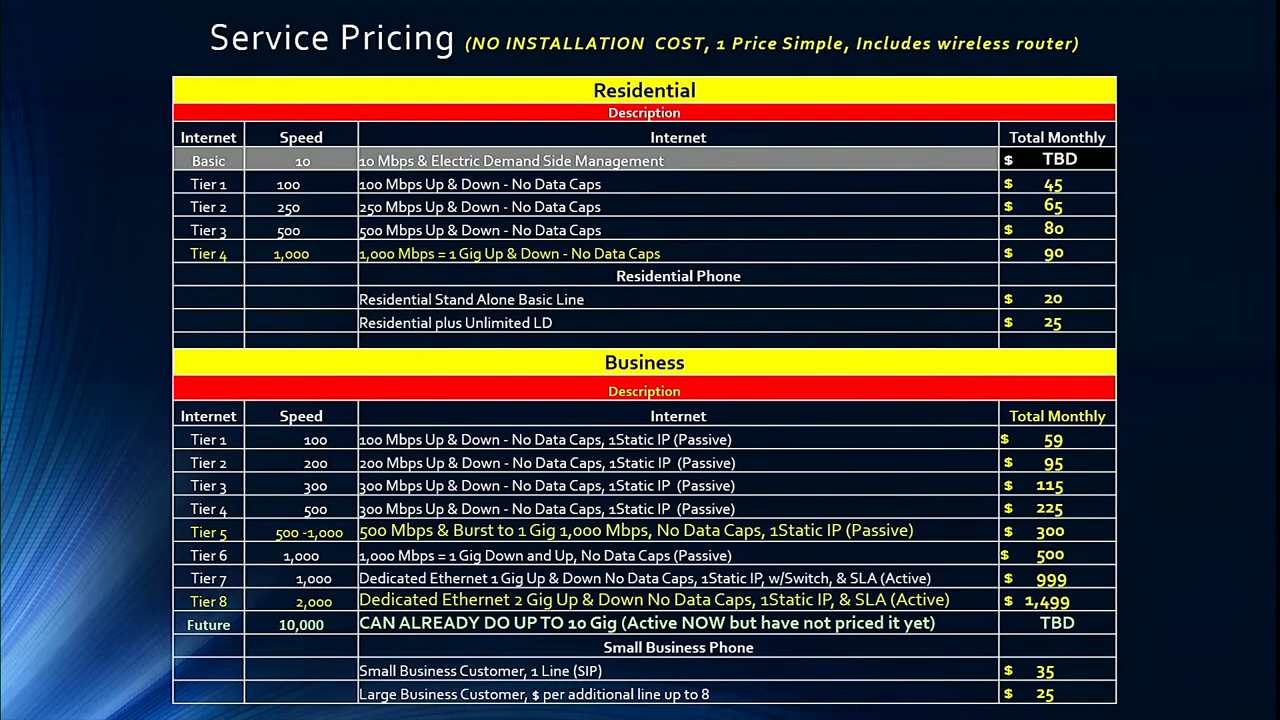 Service Pricing (NO INSTALLATION COST, 1 Price Simple, Includes wireless router)
Residential
Description
Internet Speed Internet Total Monthly
Basic 10 10 Mbps & Electric Demand Side Management $ TBD
Tier 1 100 100 Mbps Up & Down - No Data Caps $ 45
Tier 2 250 250 Mbps Up & Down - No Data Caps $ 65
Tier 3 500 500 Mbps Up & Down - No Data Caps $ 80
Tier 4 1,000 1,000 Mbps = 1 Gig Up & Down - No Data Caps $ 90
Residential Phone
Residential Stand Alone Basic Line $ 20
Residential plus Unlimited LD $ 25
Business
Description
Internet Speed Internet Total Monthly
Tier 1 100 100 Mbps Up & Down - No Data Caps, 1Static IP (Passive) $ 59
Tier 2 200 200 Mbps Up & Down - No Data Caps, 1Static IP (Passive) $ 95
Tier 3 300 300 Mbps Up & Down - No Data Caps, 1Static IP (Passive) $ 115
Tier 4 500 300 Mbps Up & Down - No Data Caps, 1Static IP (Passive) $ 225
Tier 5 500 -1,000 500 Mbps & Burst to 1 Gig 1,000 Mbps, No Data Caps, 1Static IP (Passive) $ 300
Tier 6 1,000 1,000 Mbps = 1 Gig Down and Up, No Data Caps (Passive) $ 500
Tier 7 1,000 Dedicated Ethernet 1 Gig Up & Down No Data Caps, 1Static IP, w/Switch, & SLA (Active) $ 999
Tier 8 2,000 Dedicated Ethernet 2 Gig Up & Down No Data Caps, 1Static IP, & SLA (Active) $ 1,499
Future 10,000 CAN ALREADY DO UP TO 10 Gig (Active NOW but have not priced it yet) TBD
Small Business Phone
Small Business Customer, 1 Line (SIP) $ 35
Large Business Customer, $ per additional line up to 8 $ 25